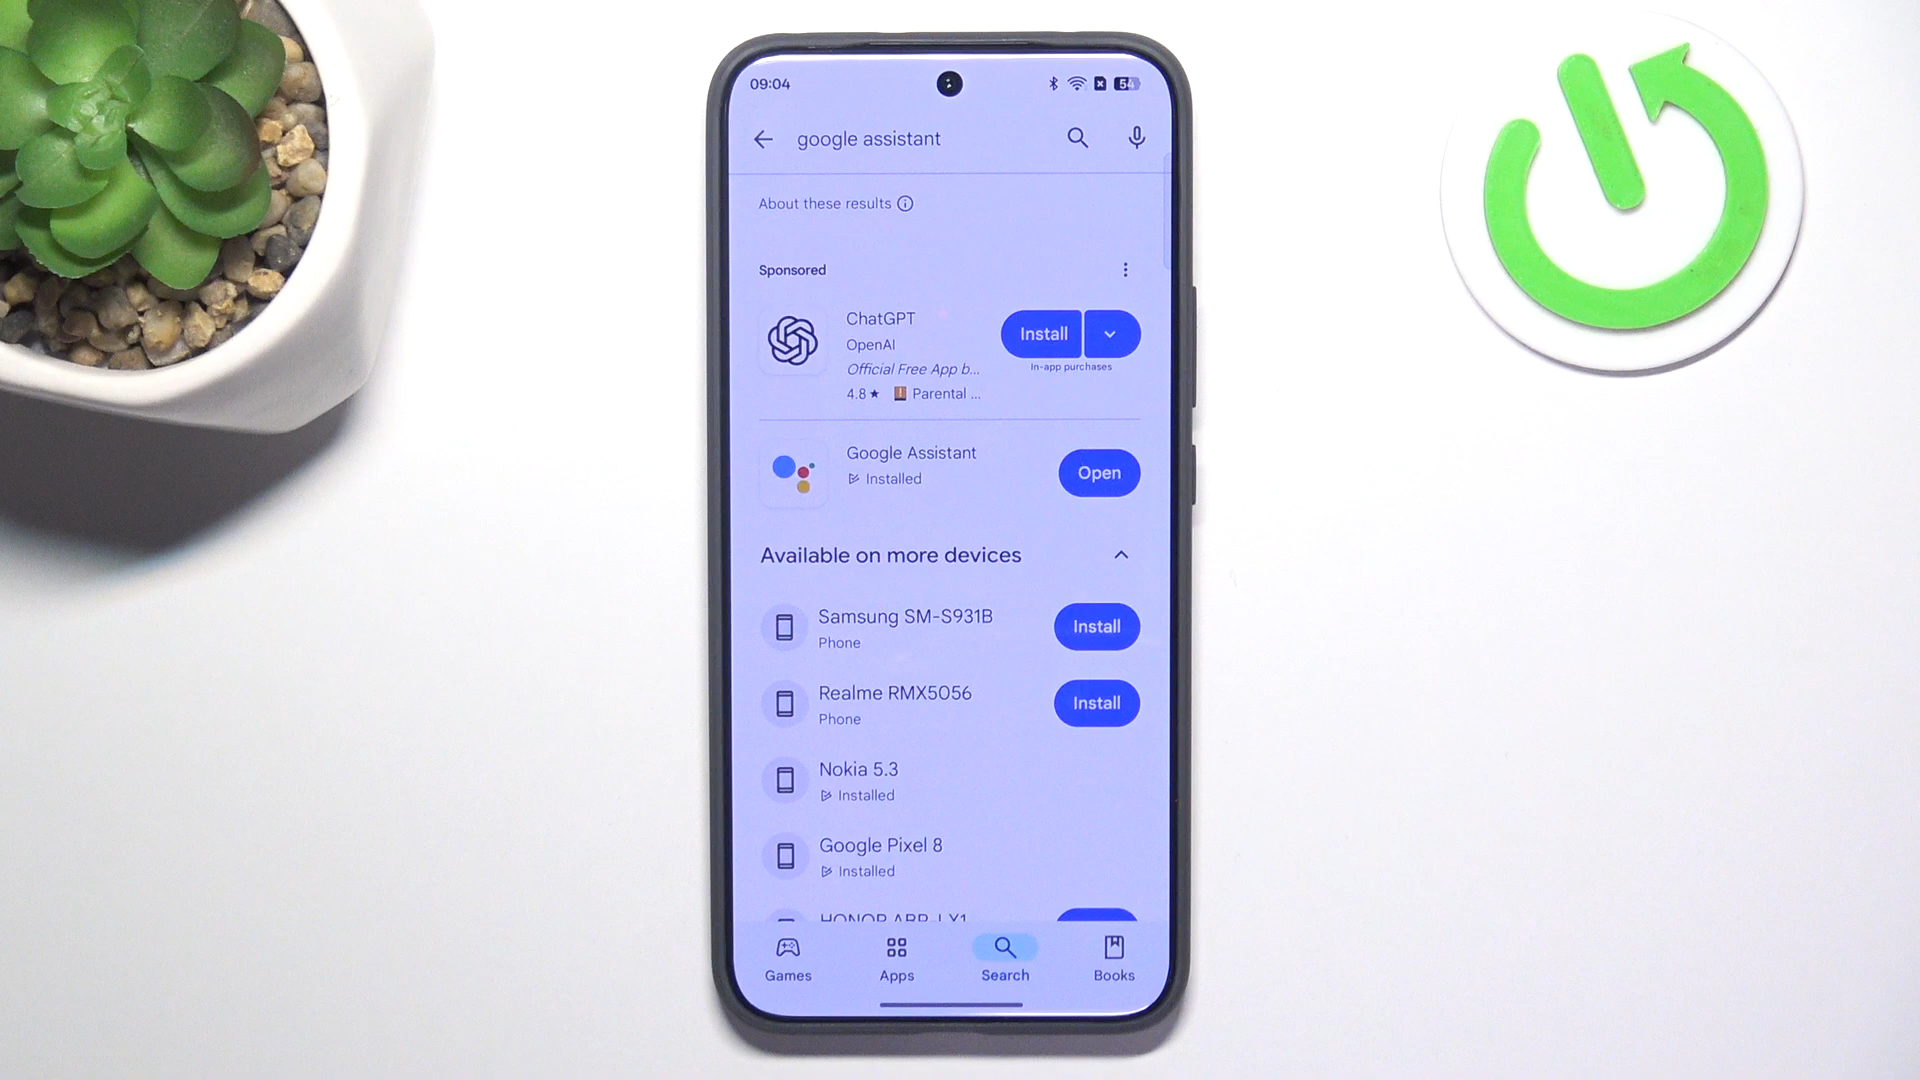 09:04
54
google assistant
About these results
Sponsored
ChatGPT
OpenAI
Official Free App b...
4.8★ Parental ...
Install
In-app purchases
Google Assistant
Installed
Open
Available on more devices
Samsung SM-S931B
Phone
Install
Realme RMX5056
Phone
Install
Nokia 5.3
Installed
Google Pixel 8
Installed
HONOR
Games
Apps
Search
Books